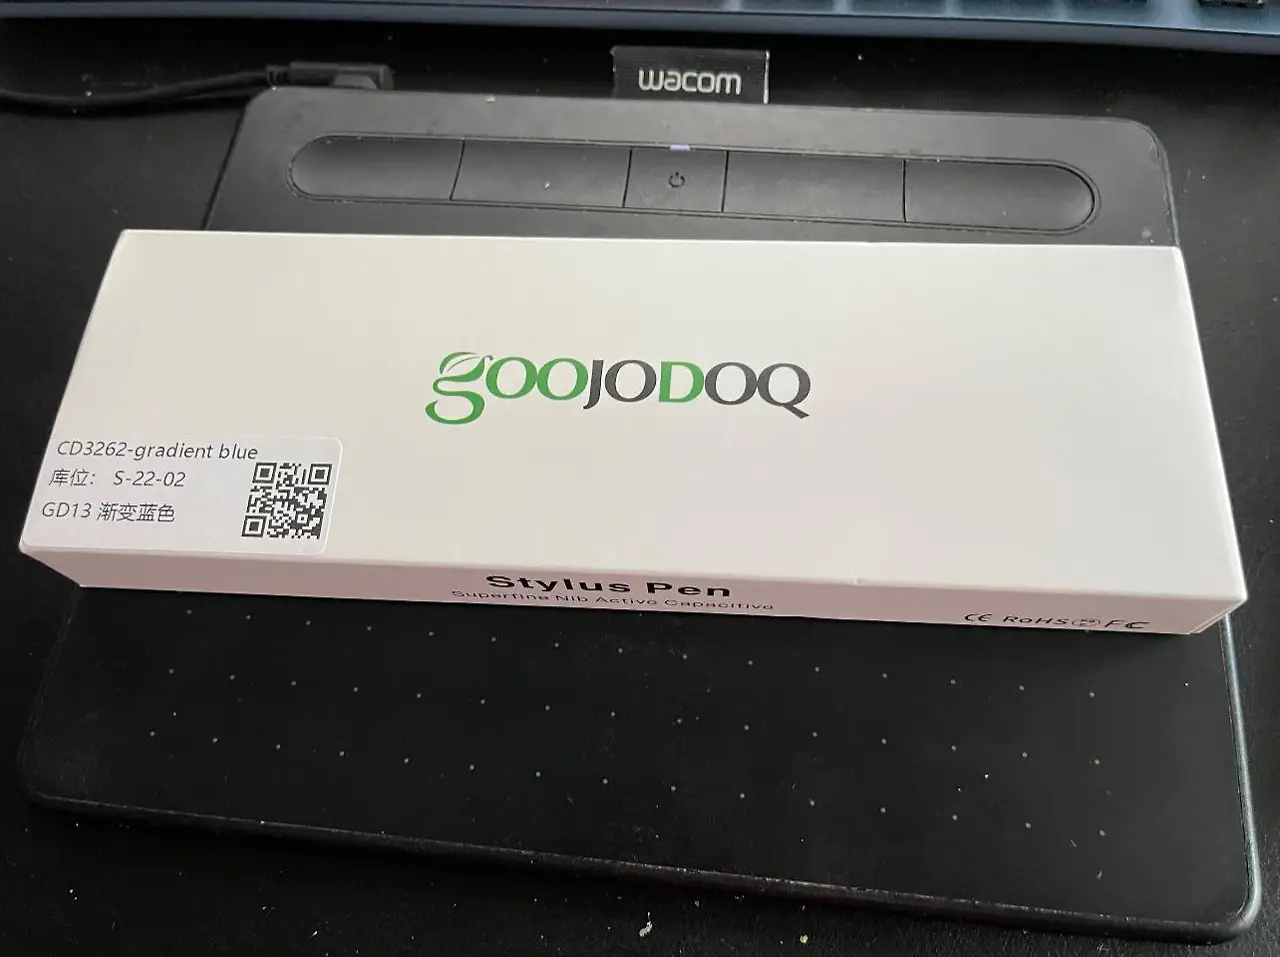 wacom
gOOJODOQ
CD3262-gradient blue
库位： S-22-02
GD13 渐变蓝色
Stylus Pen
Superfine Nib Active Capacitive
CE RoHS FC